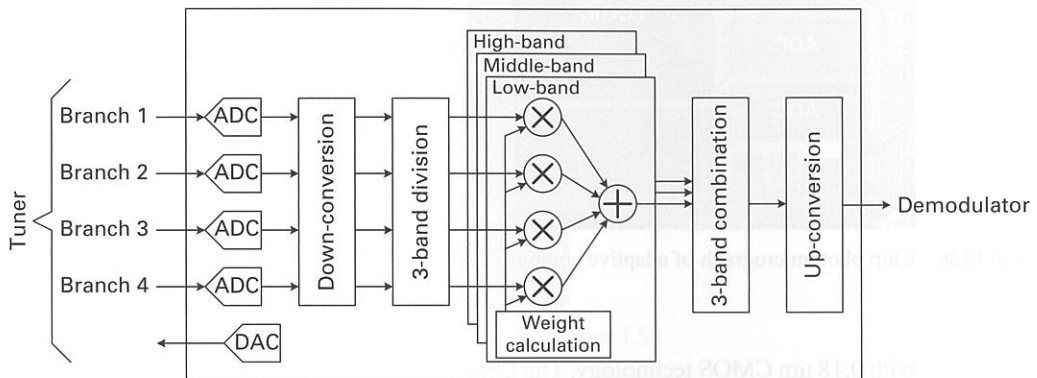 High-band
Middle-band
Low-band
Tuner
Branch 1
Branch 2
Branch 3
Branch 4
ADC
ADC
ADC
ADC
DAC
Down-conversion
3-band division
Weight
calculation
3-band combination
Up-conversion
Demodulator